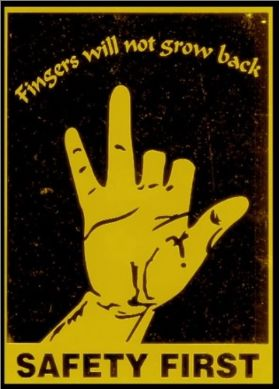 Fingers will not grow back
SAFETY FIRST